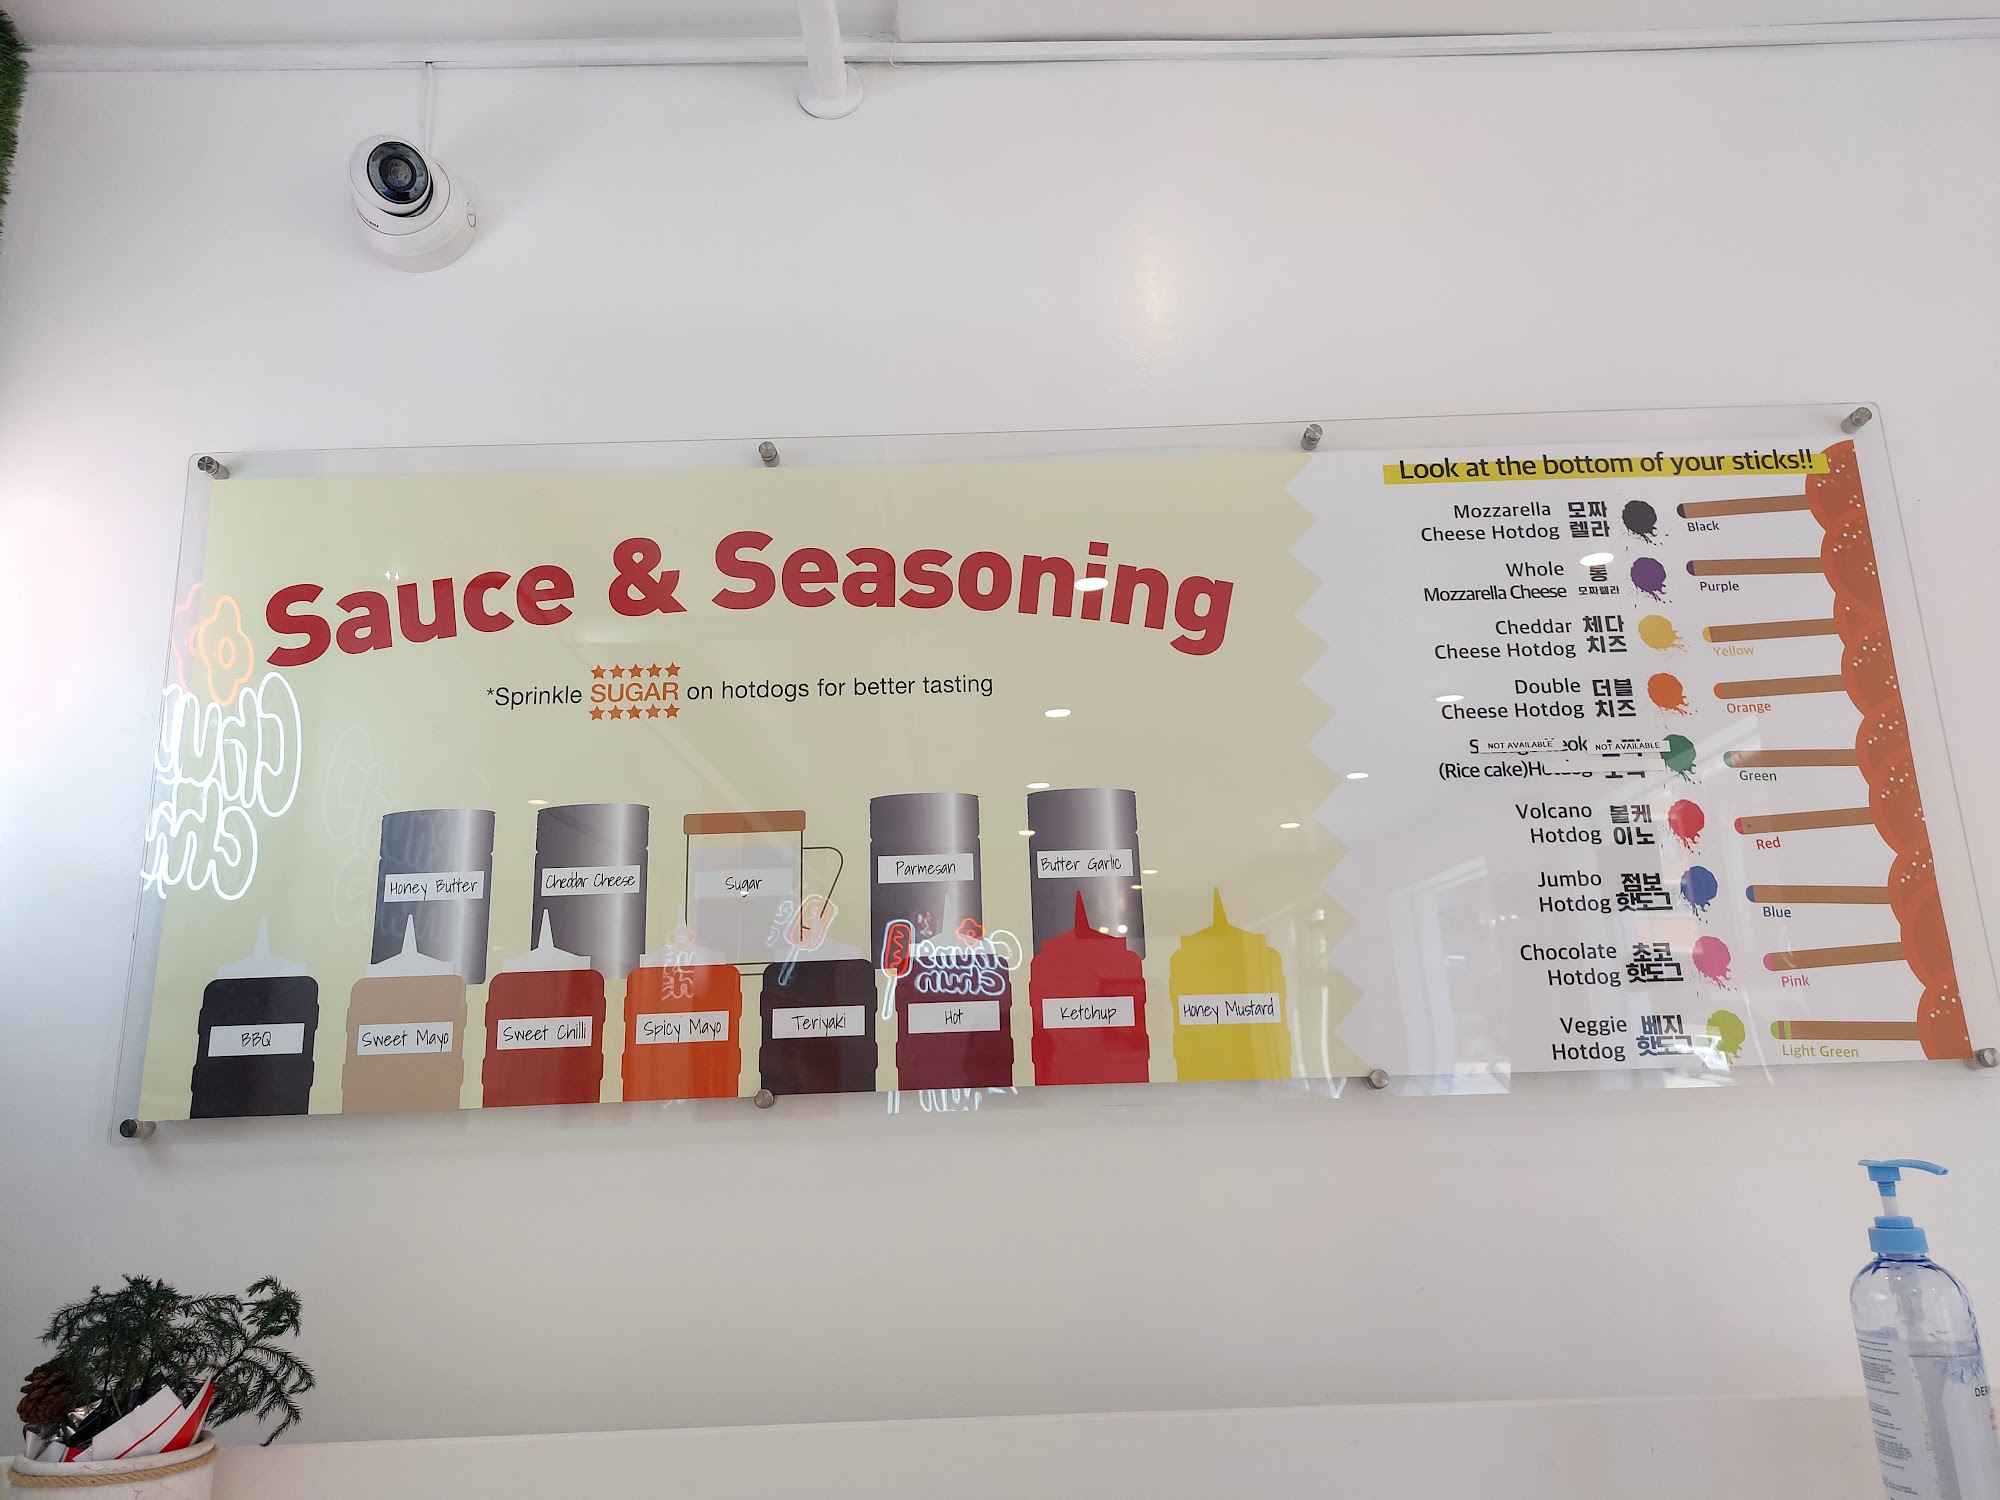 Sauce & Seasoning
*Sprinkle SUGAR on hotdogs for better tasting
Honey Butter
Cheddar Cheese
Sugar
Parmesan
Butter Garlic
BBQ
Sweet Mayo
Sweet Chilli
Spicy Mayo
Teriyaki
Hot
Ketchup
Honey Mustard
Look at the bottom of your sticks!!
Mozzarella 모짜
Cheese Hotdog 렐라
Black
Whole 통
Mozzarella Cheese 모짜렐라
Purple
Cheddar 체다
Cheese Hotdog 치즈
Yellow
Double 더블
Cheese Hotdog 치즈
Orange
NOT AVAILABLE NOT AVAILABLE
(Rice cake)
Green
Volcano 볼케
Hotdog 이노
Red
Jumbo 점보
Hotdog 핫도그
Blue
Chocolate 초코
Hotdog 핫도그
Pink
Veggie 베지
Hotdog 핫도그
Light Green